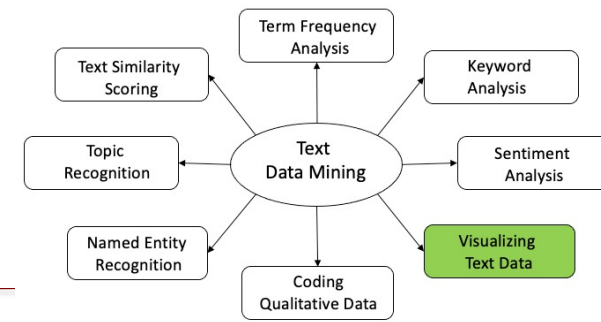 Term Frequency
Analysis
Text Similarity
Scoring
Keyword
Analysis
Topic
Recognition
Text
Data Mining
Sentiment
Analysis
Named Entity
Recognition
Visualizing
Text Data
Coding
Qualitative Data